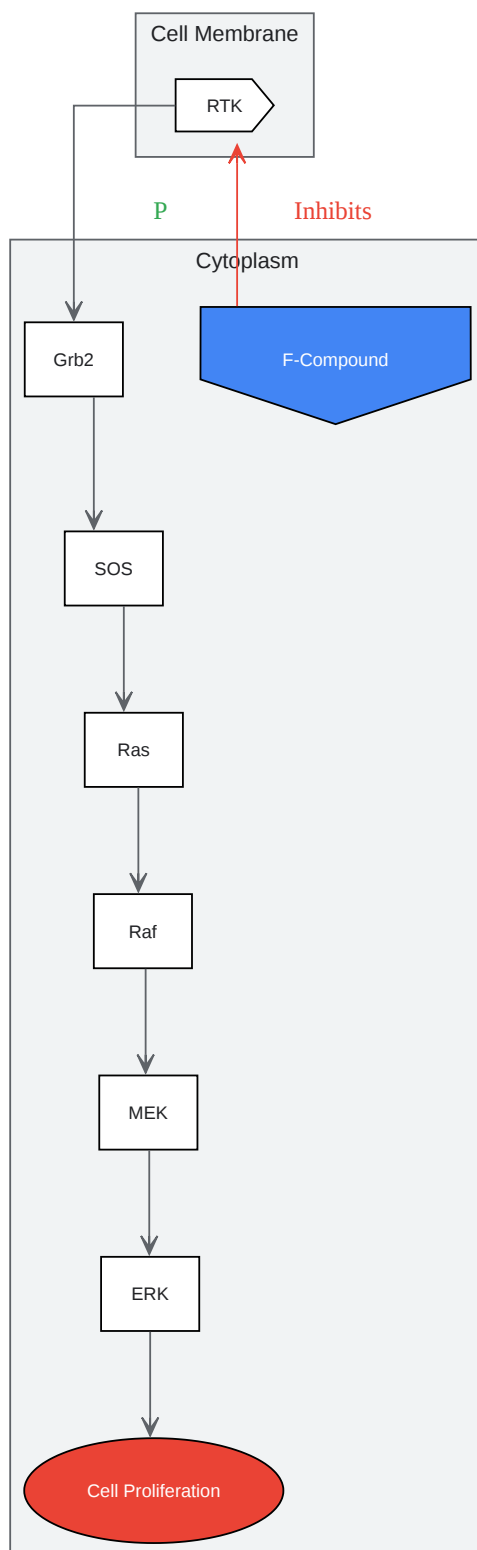 Cell Membrane
RTK
P
Inhibits
Cytoplasm
Grb2
F-Compound
SOS
Ras
Raf
MEK
ERK
Cell Proliferation